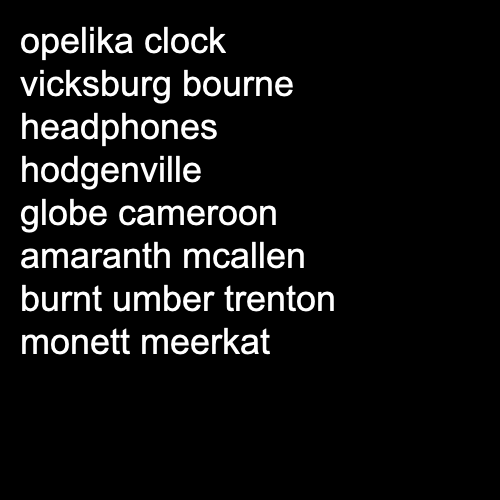 opelika clock
vicksburg bourne
headphones
hodgenville
globe cameroon
amaranth mcallen
burnt umber trenton
monett meerkat